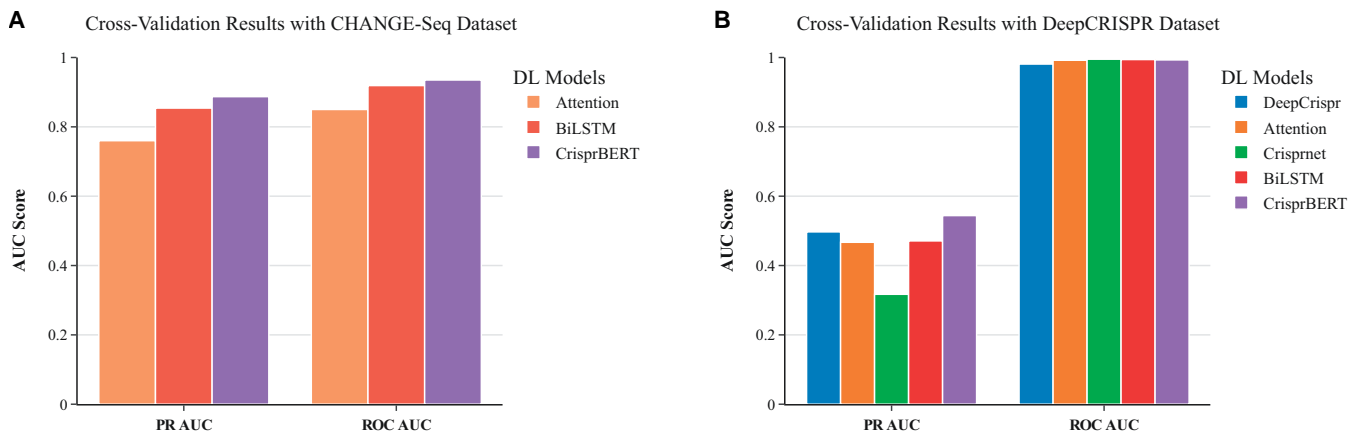 A
Cross-Validation Results with CHANGE-Seq Dataset
1
0.8
0.6
0.4
0.2
0
AUC Score
PR AUC
ROC AUC
DL Models
Attention
BiLSTM
CrisprBERT
B
Cross-Validation Results with DeepCRISPR Dataset
1
0.8
0.6
0.4
0.2
0
AUC Score
PR AUC
ROC AUC
DL Models
DeepCrispr
Attention
Crisprnet
BiLSTM
CrisprBERT